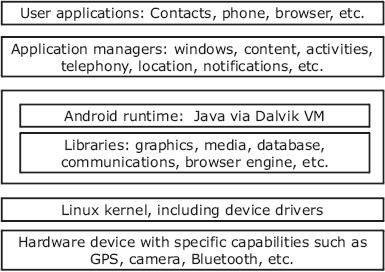 User applications: Contacts, phone, browser, etc.
Application managers: windows, content, activities,
telephony, location, notifications, etc.
Android runtime: Java via Dalvik VM
Libraries: graphics, media, database,
communications, browser engine, etc.
Linux kernel, including device drivers
Hardware device with specific capabilities such as
GPS, camera, Bluetooth, etc.